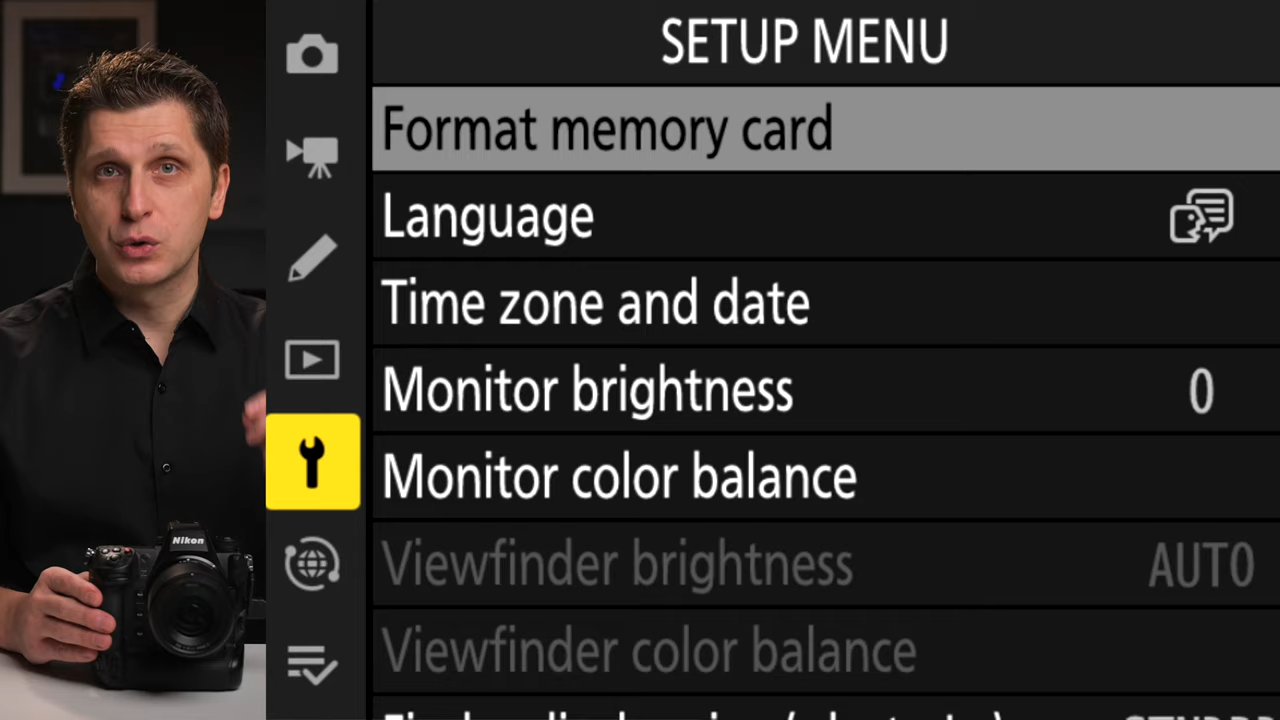 SETUP MENU
Format memory card
Language
Time zone and date
Monitor brightness 0
Monitor color balance
Viewfinder brightness AUTO
Viewfinder color balance
Nikon